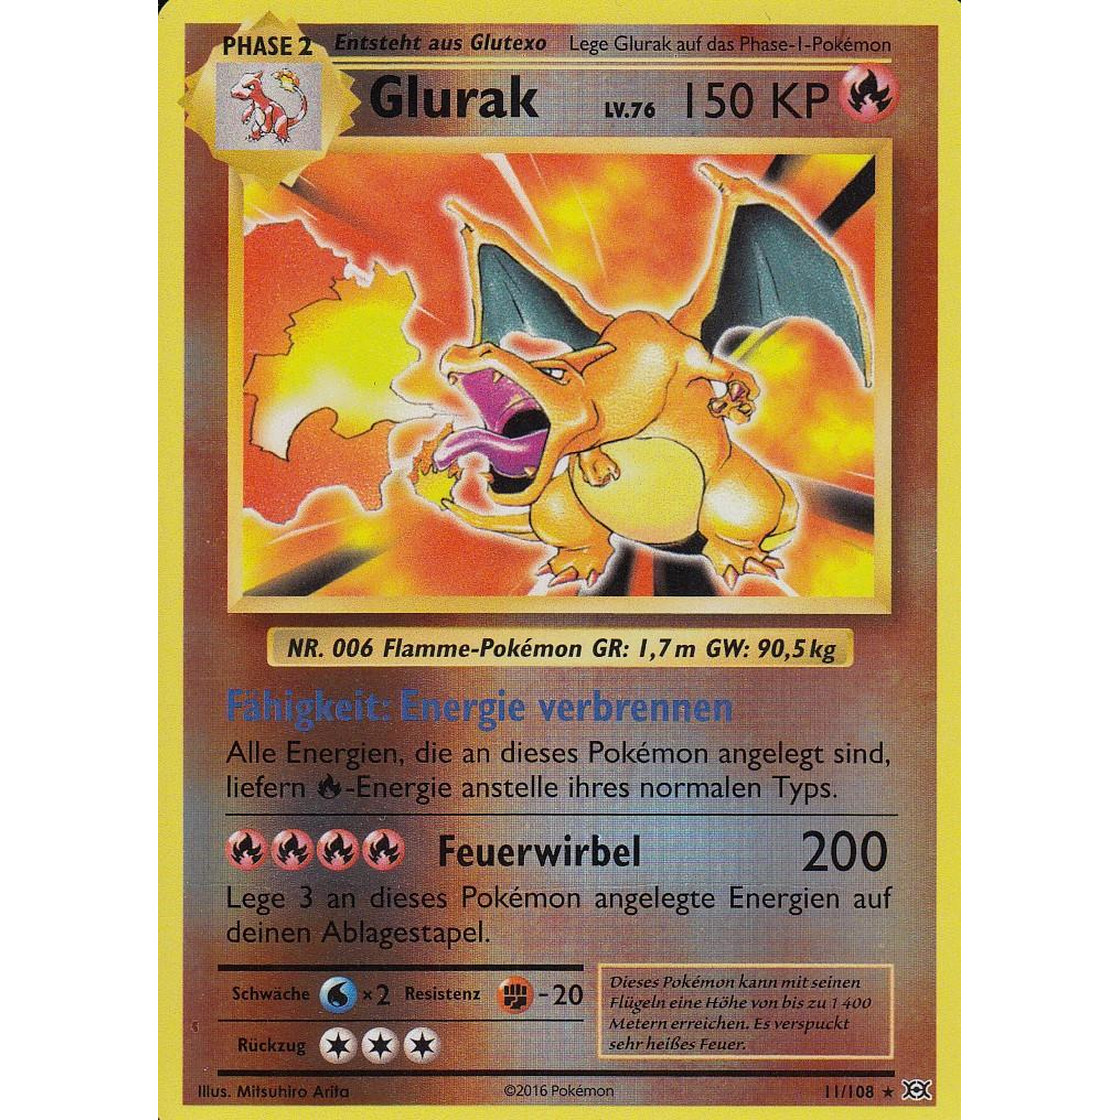 PHASE 2 Entsteht aus Glutexo Lege Glurak auf das Phase-1-Pokémon
Glurak LV.76 150 KP
NR. 006 Flamme-Pokémon GR: 1,7 m GW: 90,5 kg
Fähigkeit: Energie verbrennen
Alle Energien, die an dieses Pokémon angelegt sind,
liefern -Energie anstelle ihres normalen Typs.
Feuerwirbel 200
Lege 3 an dieses Pokémon angelegte Energien auf
deinen Ablagestapel.
Schwäche ×2 Resistenz -20
Rückzug
Dieses Pokémon kann mit seinen
Flügeln eine Höhe von bis zu 1 400
Metern erreichen. Es verspuckt
sehr heißes Feuer.
Illus. Mitsuhiro Arita ©2016 Pokémon 11/108 ★